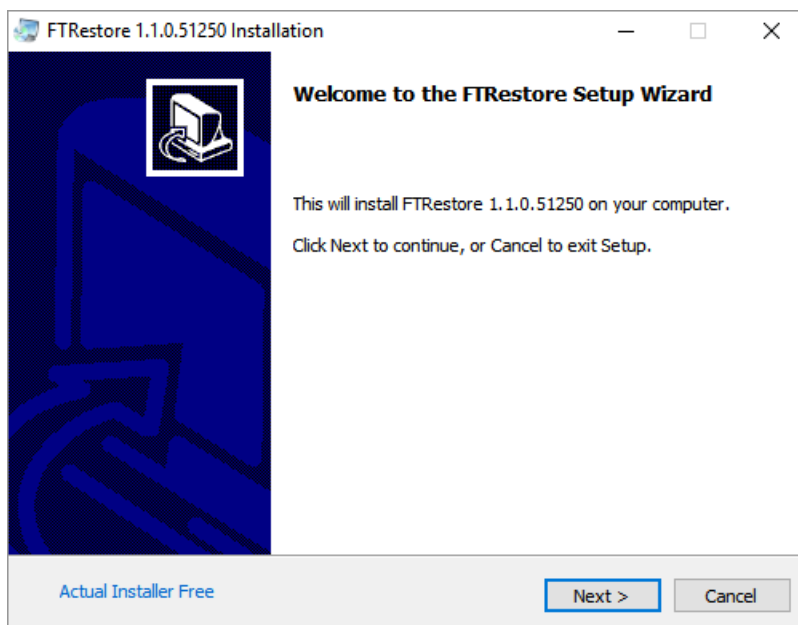 FTRestore 1.1.0.51250 Installation
Welcome to the FTRestore Setup Wizard
This will install FTRestore 1.1.0.51250 on your computer.
Click Next to continue, or Cancel to exit Setup.
Actual Installer Free
Next >
Cancel